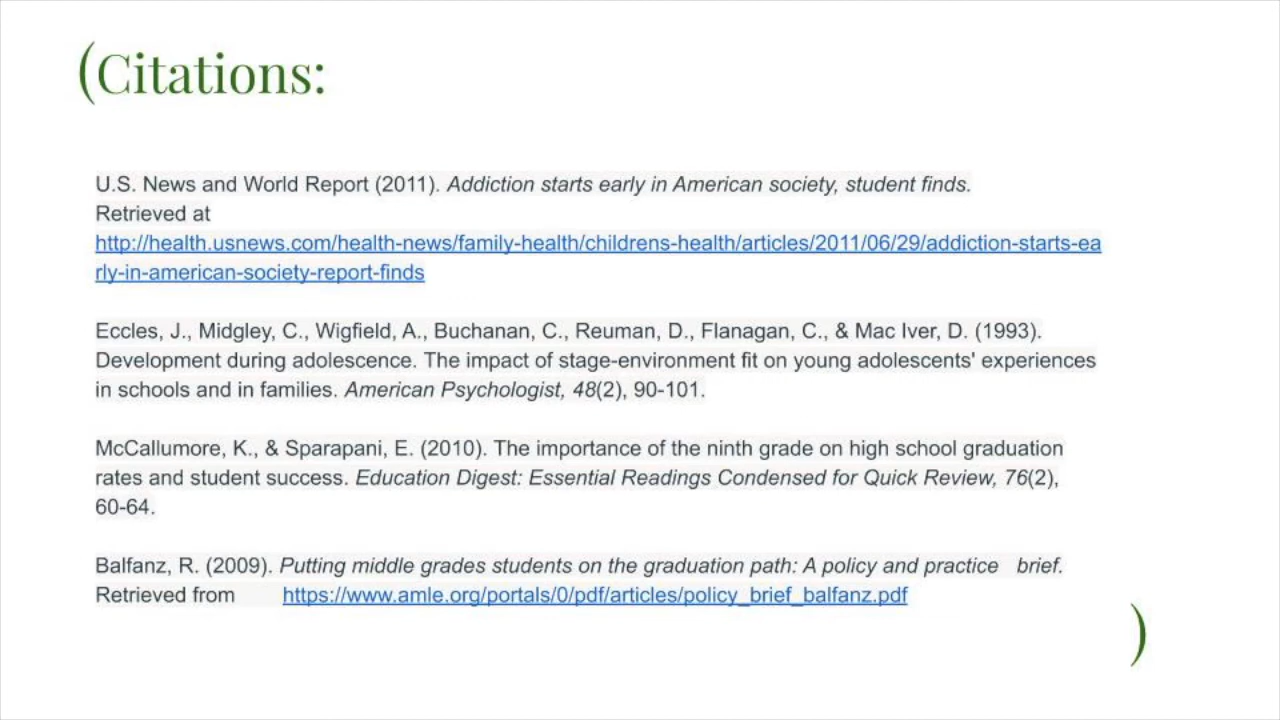 (Citations:
U.S. News and World Report (2011). Addiction starts early in American society, student finds.
Retrieved at
http://health.usnews.com/health-news/family-health/childrens-health/articles/2011/06/29/addiction-starts-ea
rly-in-american-society-report-finds
Eccles, J., Midgley, C., Wigfield, A., Buchanan, C., Reuman, D., Flanagan, C., & Mac Iver, D. (1993).
Development during adolescence. The impact of stage-environment fit on young adolescents' experiences
in schools and in families. American Psychologist, 48(2), 90-101.
McCallumore, K., & Sparapani, E. (2010). The importance of the ninth grade on high school graduation
rates and student success. Education Digest: Essential Readings Condensed for Quick Review, 76(2),
60-64.
Balfanz, R. (2009). Putting middle grades students on the graduation path: A policy and practice brief.
Retrieved from https://www.amle.org/portals/0/pdf/articles/policy_brief_balfanz.pdf
)